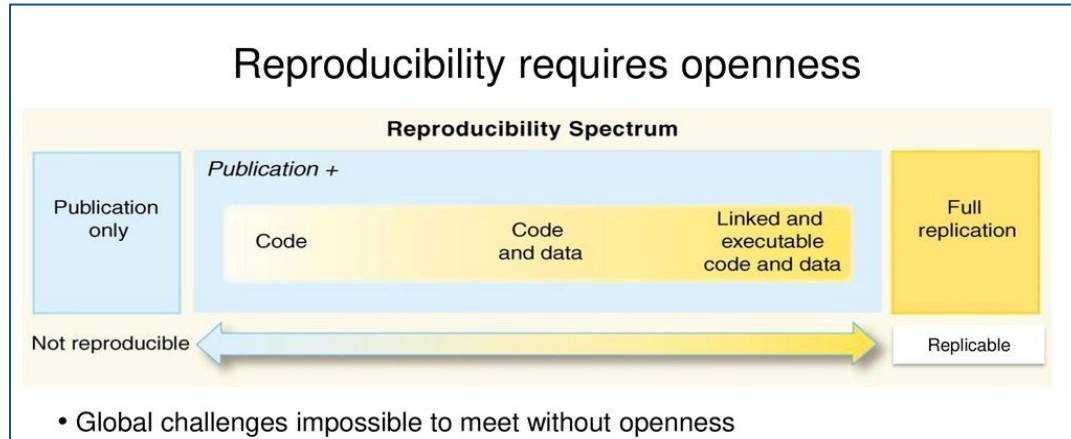 Reproducibility requires openness
Reproducibility Spectrum
Publication
only
Publication +
Code
Code
and data
Linked and
executable
code and data
Full
replication
Not reproducible
Replicable
• Global challenges impossible to meet without openness